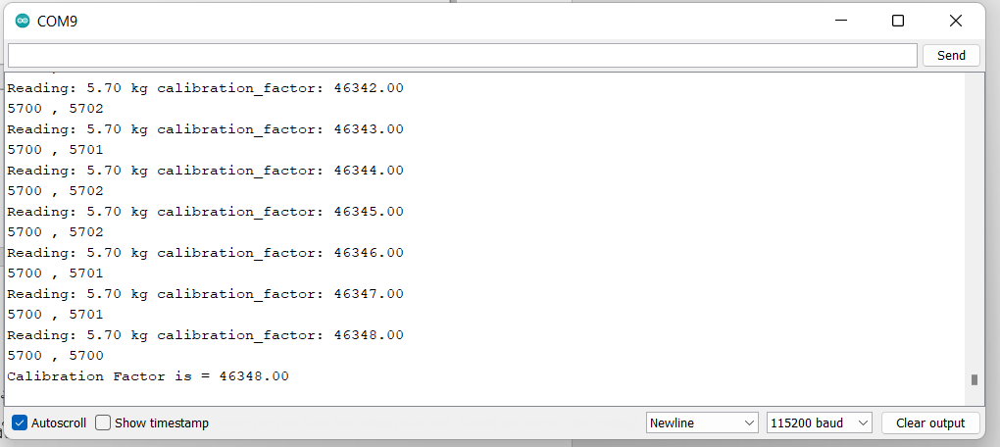 COM9
Send
Reading: 5.70 kg calibration_factor: 46342.00
5700 , 5702
Reading: 5.70 kg calibration_factor: 46343.00
5700 , 5701
Reading: 5.70 kg calibration_factor: 46344.00
5700 , 5702
Reading: 5.70 kg calibration_factor: 46345.00
5700 , 5702
Reading: 5.70 kg calibration_factor: 46346.00
5700 , 5701
Reading: 5.70 kg calibration_factor: 46347.00
5700 , 5701
Reading: 5.70 kg calibration_factor: 46348.00
5700 , 5700
Calibration Factor is = 46348.00
Autoscroll Show timestamp Newline 115200 baud Clear output